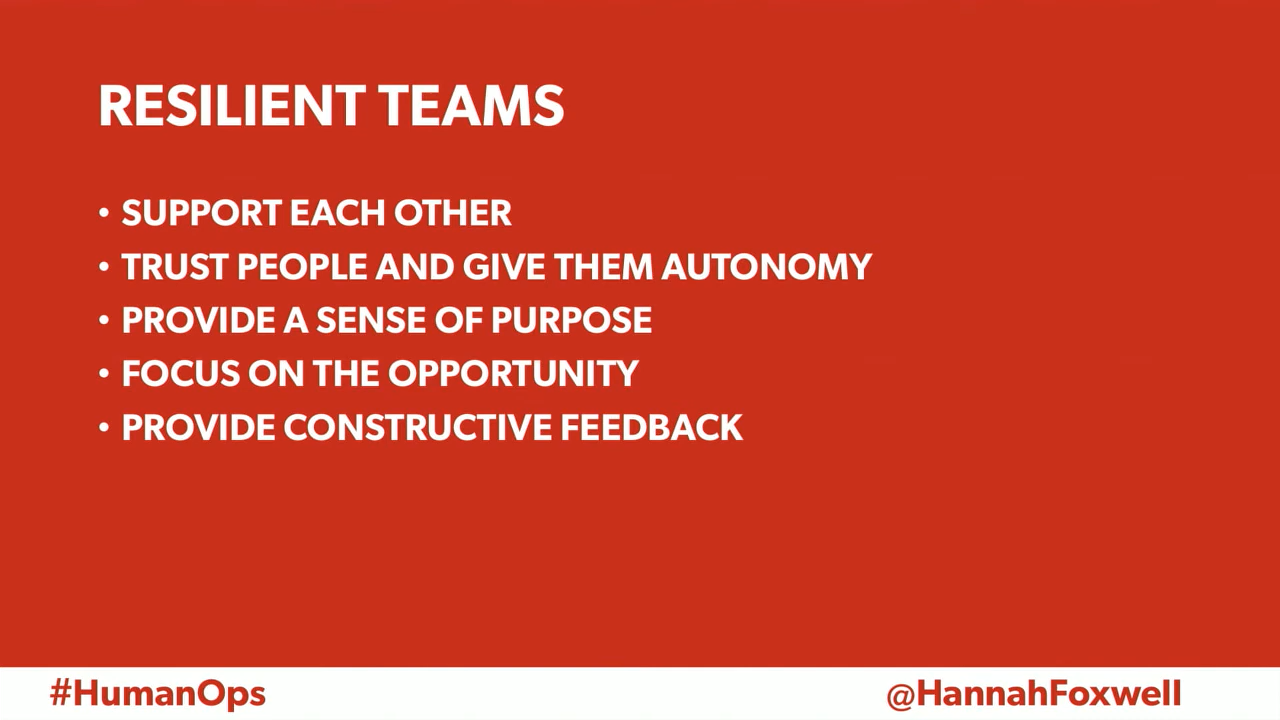 RESILIENT TEAMS
• SUPPORT EACH OTHER
• TRUST PEOPLE AND GIVE THEM AUTONOMY
• PROVIDE A SENSE OF PURPOSE
• FOCUS ON THE OPPORTUNITY
• PROVIDE CONSTRUCTIVE FEEDBACK
#HumanOps
@HannahFoxwell